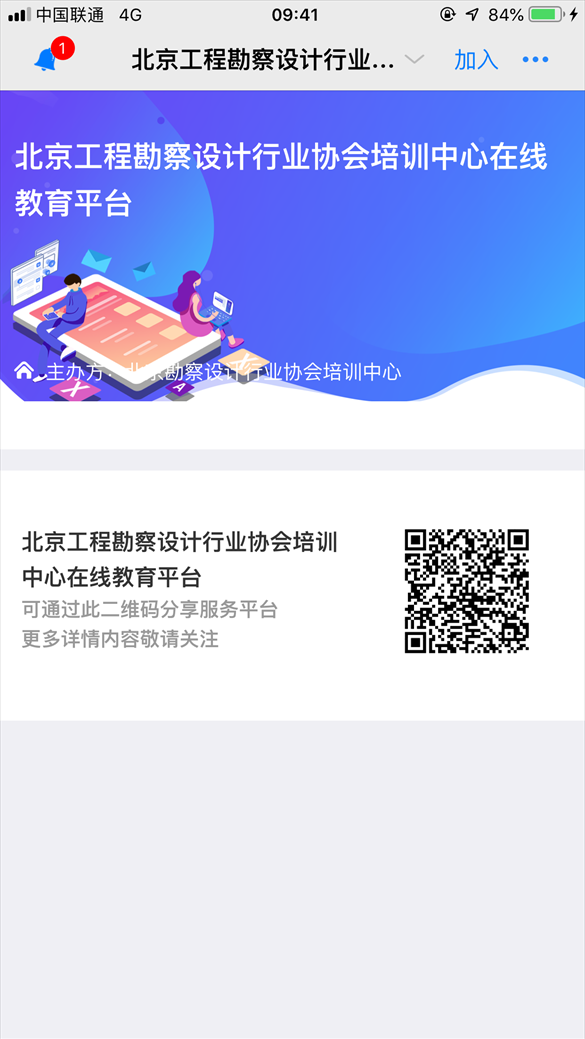 中国联通 4G 09:41 84%
1
北京工程勘察设计行业... 加入
北京工程勘察设计行业协会培训中心在线
教育平台
主办方：北京勘察设计行业协会培训中心
X A X
北京工程勘察设计行业协会培训
中心在线教育平台
可通过此二维码分享服务平台
更多详情内容敬请关注